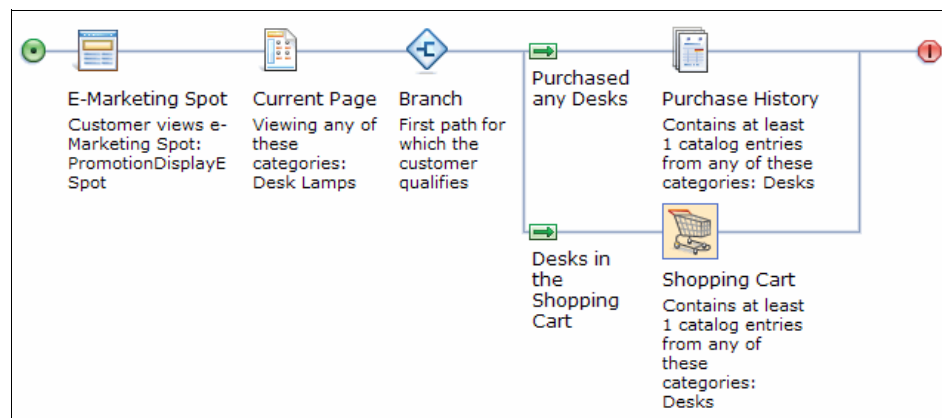 E-Marketing Spot
Customer views e-
Marketing Spot:
PromotionDisplayE
Spot
Current Page
Viewing any of
these
categories:
Desk Lamps
Branch
First path for
which the
customer
qualifies
Purchased
any Desks
Purchase History
Contains at least
1 catalog entries
from any of these
categories: Desks
Desks in
the
Shopping
Cart
Shopping Cart
Contains at least
1 catalog entries
from any of
these
categories:
Desks